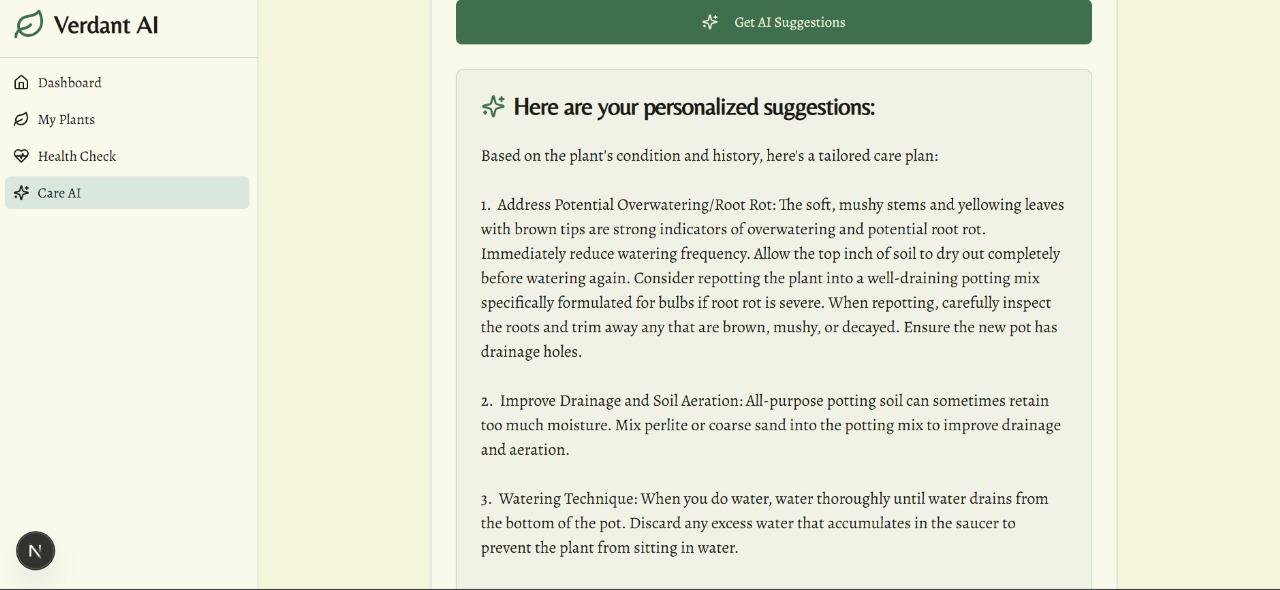 Verdant AI
Dashboard
My Plants
Health Check
Care AI
N
Get AI Suggestions
Here are your personalized suggestions:
Based on the plant's condition and history, here's a tailored care plan:
1. Address Potential Overwatering/Root Rot: The soft, mushy stems and yellowing leaves
with brown tips are strong indicators of overwatering and potential root rot.
Immediately reduce watering frequency. Allow the top inch of soil to dry out completely
before watering again. Consider repotting the plant into a well-draining potting mix
specifically formulated for bulbs if root rot is severe. When repotting, carefully inspect
the roots and trim away any that are brown, mushy, or decayed. Ensure the new pot has
drainage holes.
2. Improve Drainage and Soil Aeration: All-purpose potting soil can sometimes retain
too much moisture. Mix perlite or coarse sand into the potting mix to improve drainage
and aeration.
3. Watering Technique: When you do water, water thoroughly until water drains from
the bottom of the pot. Discard any excess water that accumulates in the saucer to
prevent the plant from sitting in water.